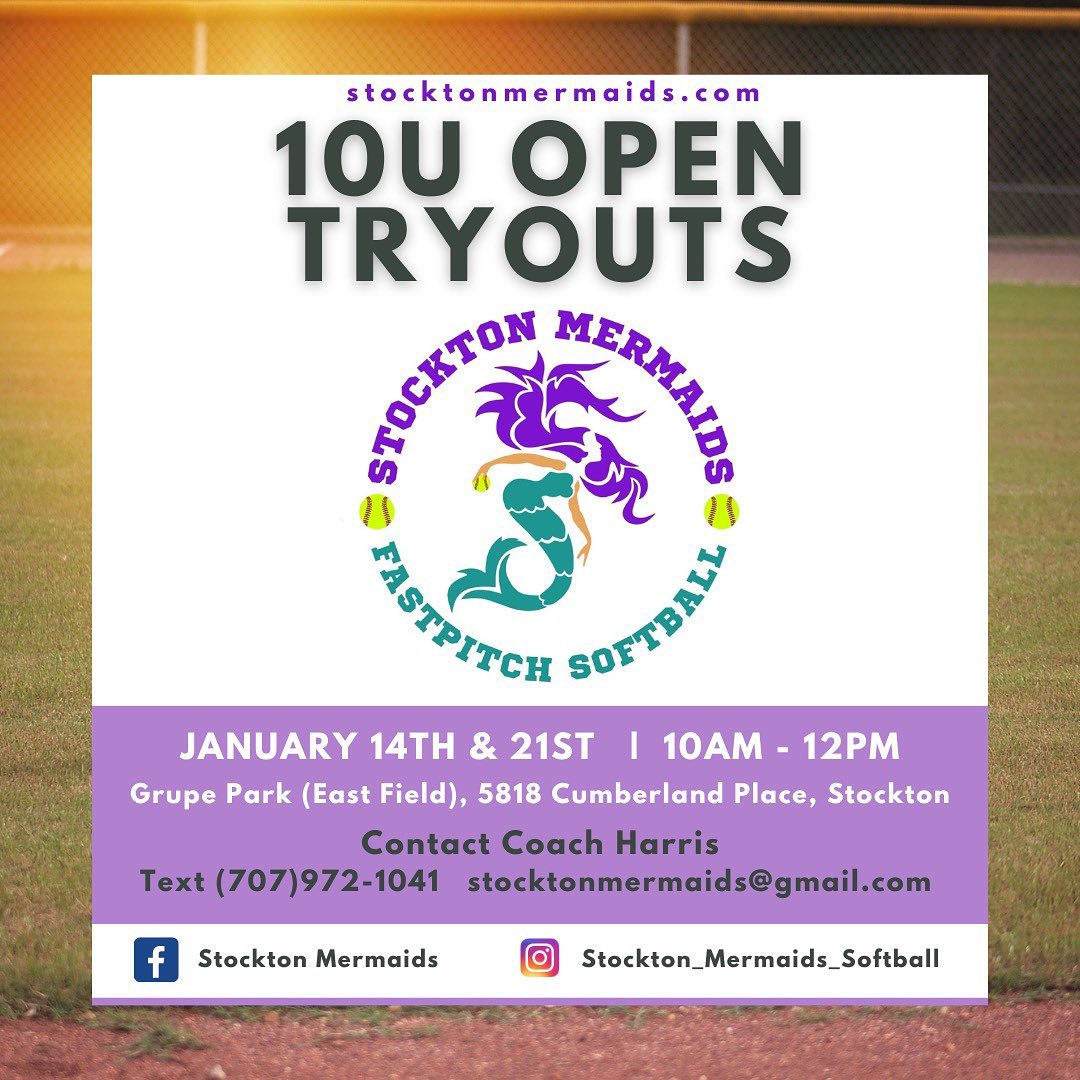 stocktonmermaids.com
10U OPEN
TRYOUTS
STOCKTON MERMAIDS
FASTPITCH SOFTBALL
JANUARY 14TH & 21ST | 10AM - 12PM
Grupe Park (East Field), 5818 Cumberland Place, Stockton
Contact Coach Harris
Text (707)972-1041 stocktonmermaids@gmail.com
f Stockton Mermaids Stockton_Mermaids_Softball